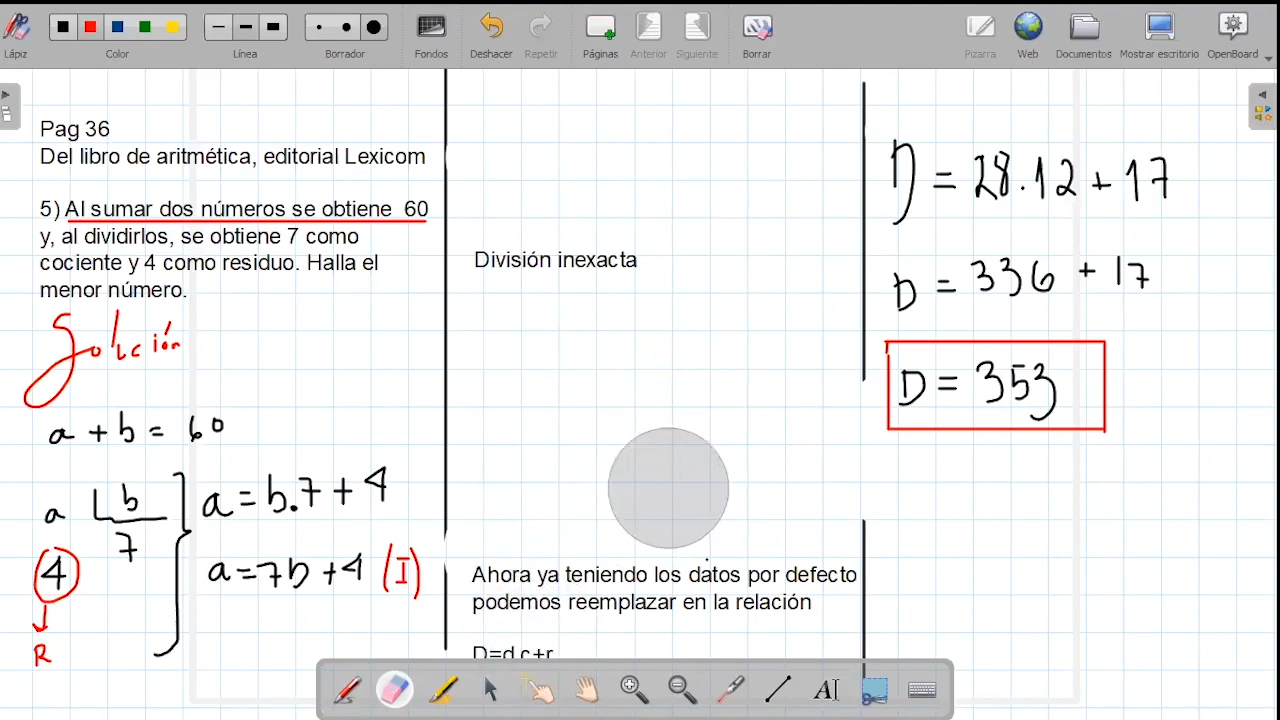 Lápiz
Color
Línea
Borrador
Fondos
Deshacer
Repetir
Páginas
Anterior
Siguiente
Borrar
Pizarra
Web
Documentos
Mostrar escritorio
OpenBoard
Pag 36
Del libro de aritmética, editorial Lexicom
5) Al sumar dos números se obtiene 60
y, al dividirlos, se obtiene 7 como
cociente y 4 como residuo. Halla el
menor número.
Solución
a + b = 60
a b
7
4
R
a = b.7 + 4
a = 7b + 4 (I)
División inexacta
Ahora ya teniendo los datos por defecto
podemos reemplazar en la relación
D=d.c+r
D = 28.12 + 17
D = 336 + 17
D = 353
AI